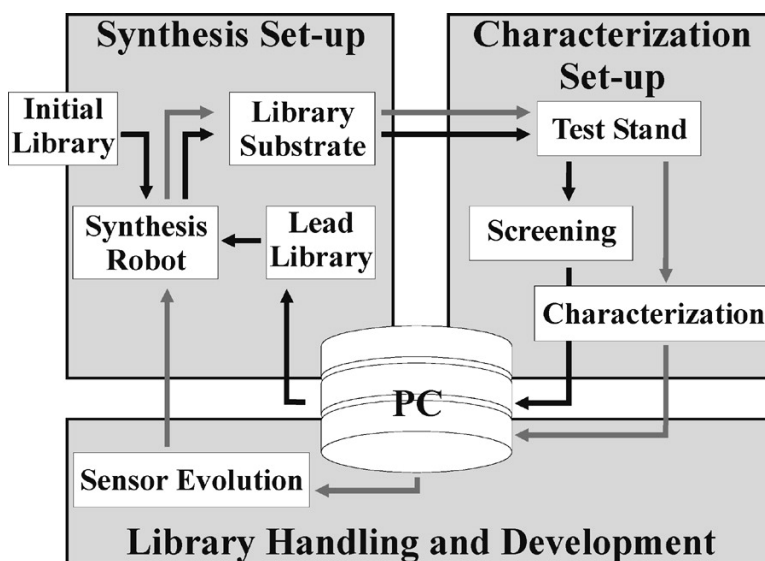 Synthesis Set-up
Characterization
Set-up
Initial
Library
Library
Substrate
Test Stand
Synthesis
Robot
Lead
Library
Screening
Characterization
PC
Sensor Evolution
Library Handling and Development